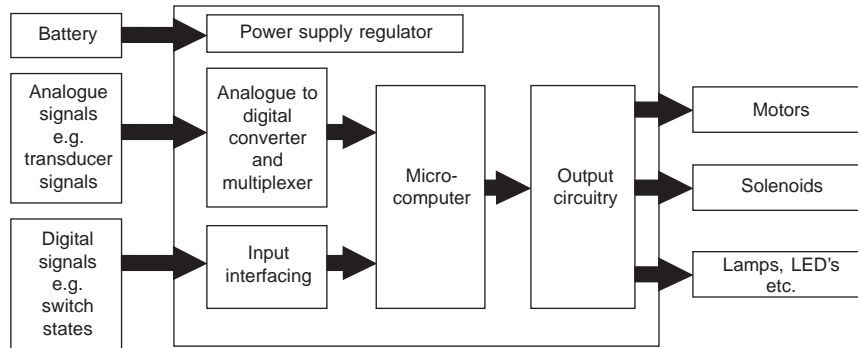 Battery
Power supply regulator
Analogue
signals
e.g.
transducer
signals
Analogue to
digital
converter
and
multiplexer
Digital
signals
e.g.
switch
states
Input
interfacing
Micro-
computer
Output
circuitry
Motors
Solenoids
Lamps, LED's
etc.